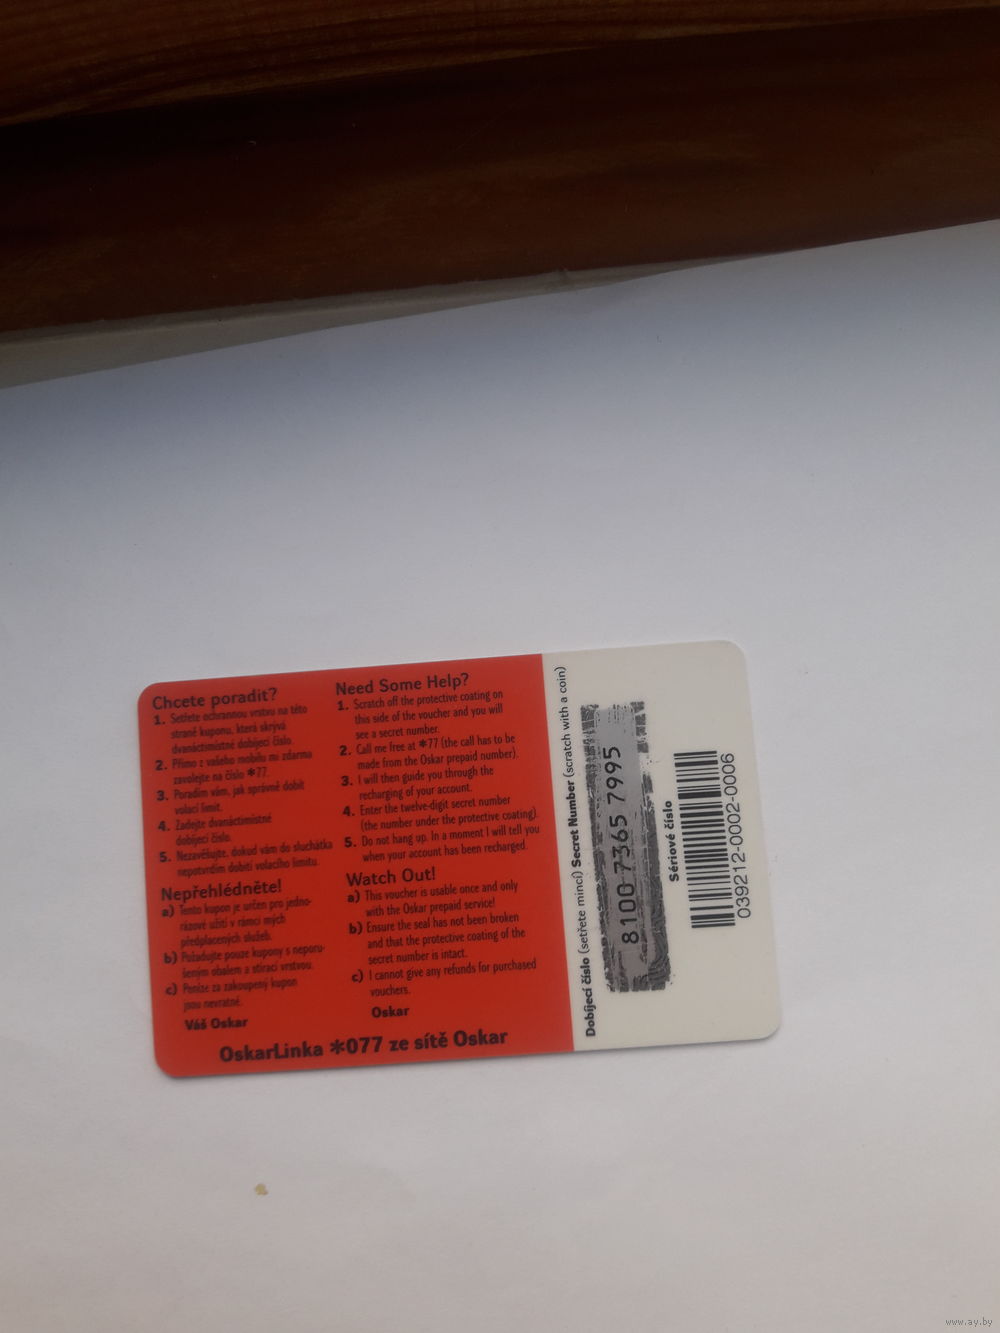 Chcete poradit?
1. Setřete ochrannou vrstvu na této
straně kuponu, která skrývá
dvanáctimístné dobíjecí číslo.
2. Přímo z vašeho mobilu mi zdarma
zavolejte na číslo *77.
3. Poradím vám, jak správně dobít
volací limit.
4. Zadejte dvanáctimístné
dobíjecí číslo.
5. Nezavěšujte, dokud vám do sluchátka
nepotvrdím dobití volacího limitu.
Nepřehlédněte!
a) Tento kupon je určen pro jedno-
rázové užití v rámci mých
předplacených služeb.
b) Požadujte pouze kupony s neporu-
šeným obalem a stírací vrstvou.
c) Peníze za zakoupený kupon
jsou nevratné.
Váš Oskar
Need Some Help?
1. Scratch off the protective coating on
this side of the voucher and you will
see a secret number.
2. Call me free at *77 (the call has to be
made from the Oskar prepaid number).
3. I will then guide you through the
recharging of your account.
4. Enter the twelve-digit secret number
(the number under the protective coating).
5. Do not hang up. In a moment I will tell you
when your account has been recharged.
Watch Out!
a) This voucher is usable once and only
with the Oskar prepaid service!
b) Ensure the seal has not been broken
and that the protective coating of the
secret number is intact.
c) I cannot give any refunds for purchased
vouchers.
Oskar
OskarLinka *077 ze sítě Oskar
Dobíjecí číslo (setřete mincí) Secret Number (scratch with a coin)
8100 7365 7995
Sériové číslo
039212-0002-0006
www.ay.by